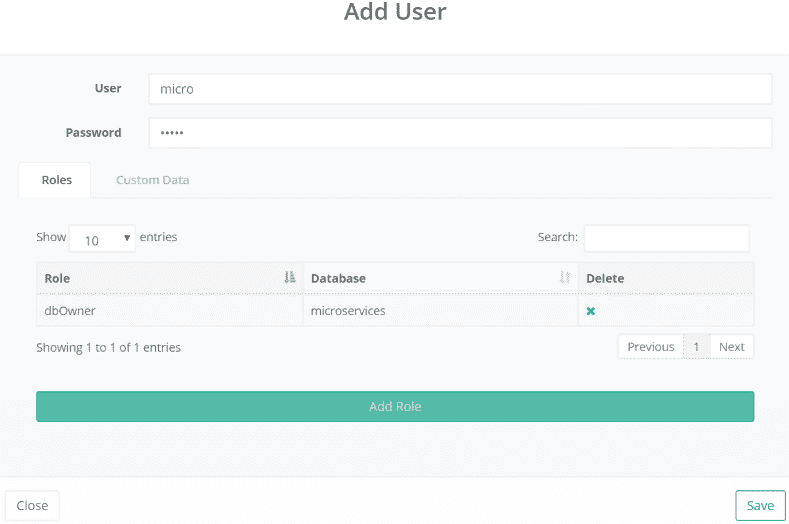 Add User
User micro
Password •••••
Roles Custom Data
Show 10 entries Search:
Role Database Delete
dbOwner microservices
Showing 1 to 1 of 1 entries Previous 1 Next
Add Role
Close Save